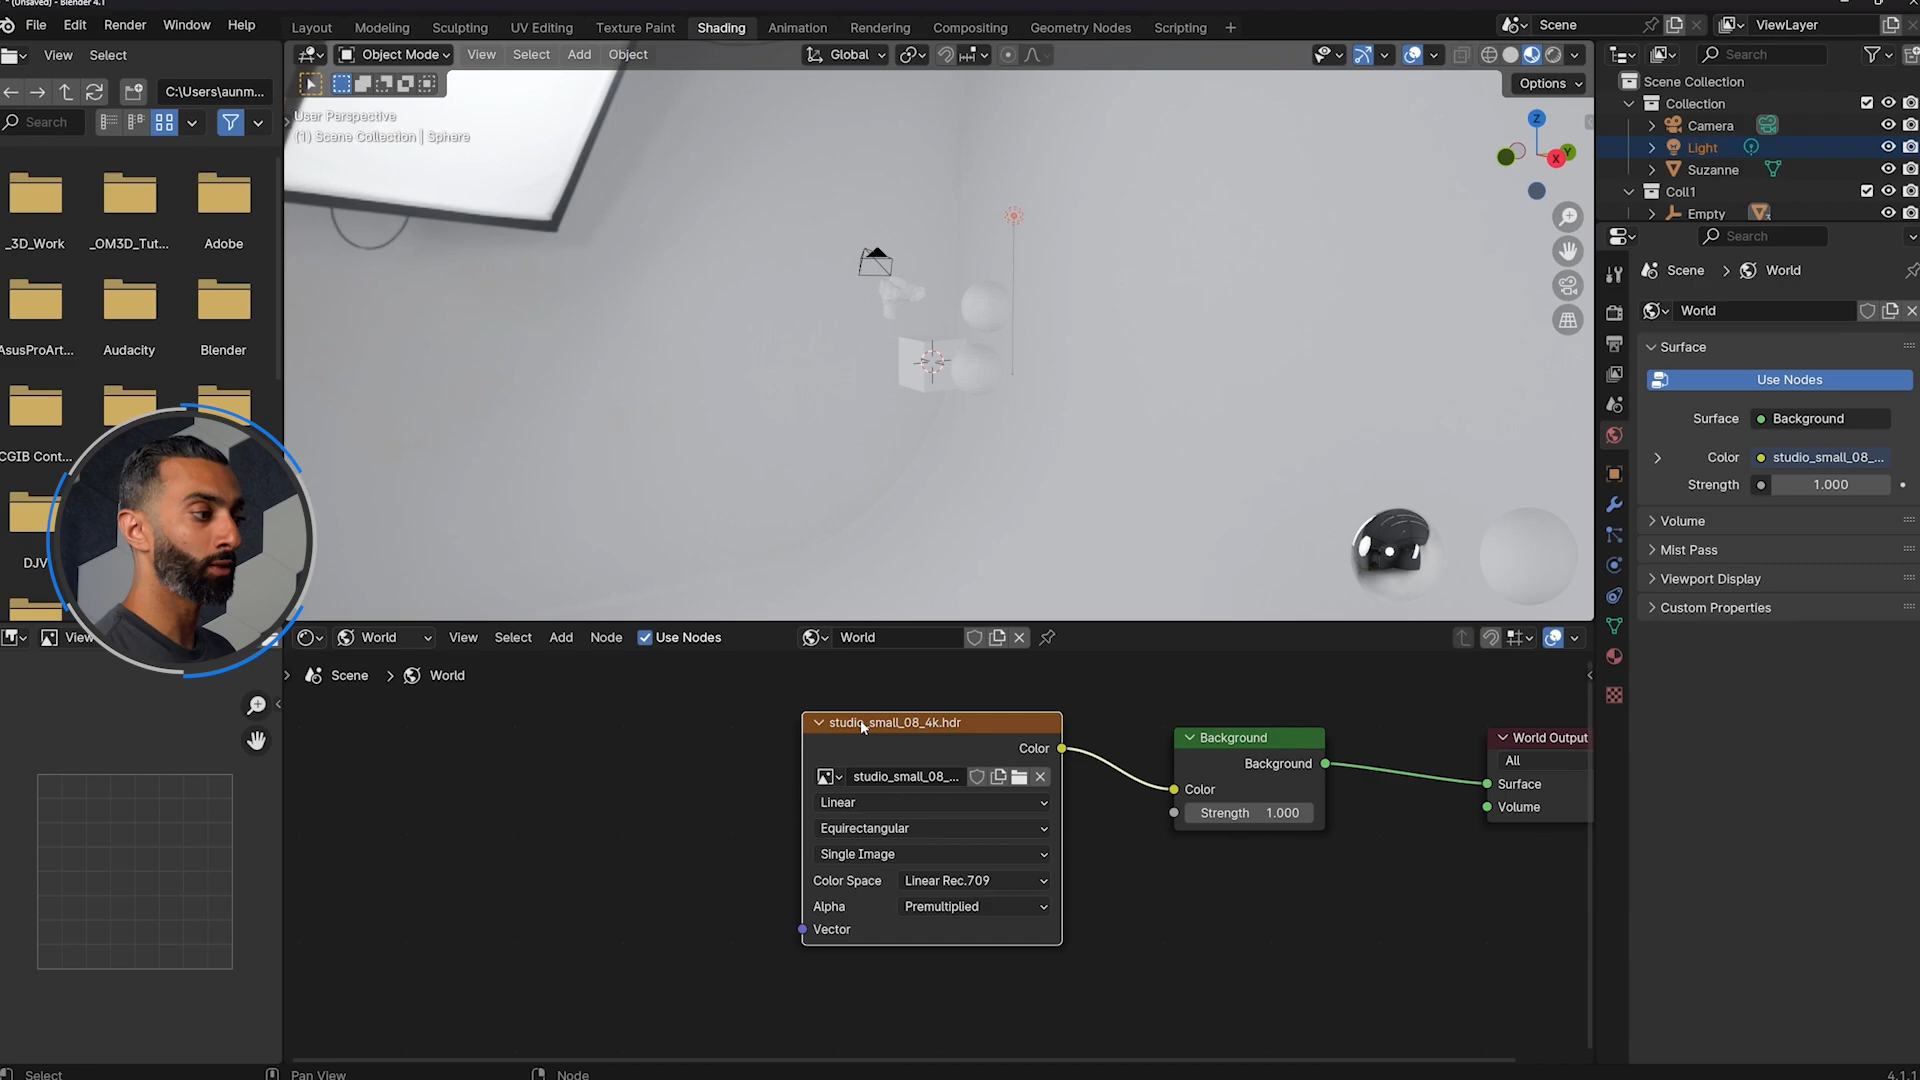 (Unsaved) - Blender 4.1
File Edit Render Window Help
Layout Modeling Sculpting UV Editing Texture Paint Shading Animation Rendering Compositing Geometry Nodes Scripting +
Scene
ViewLayer
View Select
Object Mode View Select Add Object
Global
Search
C:\Users\aunm...
Options
Search
User Perspective
(1) Scene Collection | Sphere
Scene Collection
Collection
Camera
Light
Suzanne
Coll1
Empty
Z
Y
X
_3D_Work _OM3D_Tut... Adobe
AsusProArt... Audacity Blender
CGIB Cont...
DJV
Search
Scene > World
World
Surface
Use Nodes
Surface Background
Color studio_small_08_...
Strength 1.000
Volume
Mist Pass
Viewport Display
Custom Properties
View
World View Select Add Node Use Nodes
World
Scene > World
studio_small_08_4k.hdr
Color
studio_small_08_...
Linear
Equirectangular
Single Image
Color Space Linear Rec.709
Alpha Premultiplied
Vector
Background
Background
Color
Strength 1.000
World Output
All
Surface
Volume
Select
Pan View
Node
4.1.1